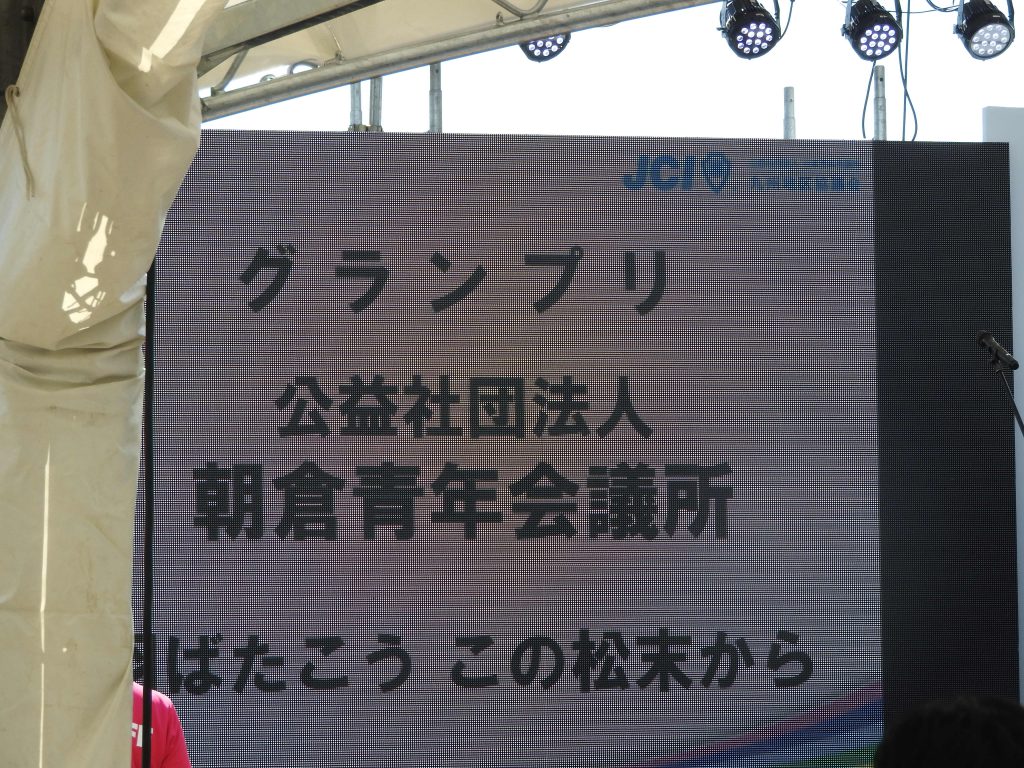 JCI
グランプリ
公益社団法人
朝倉青年会議所
ばたこう この松末から